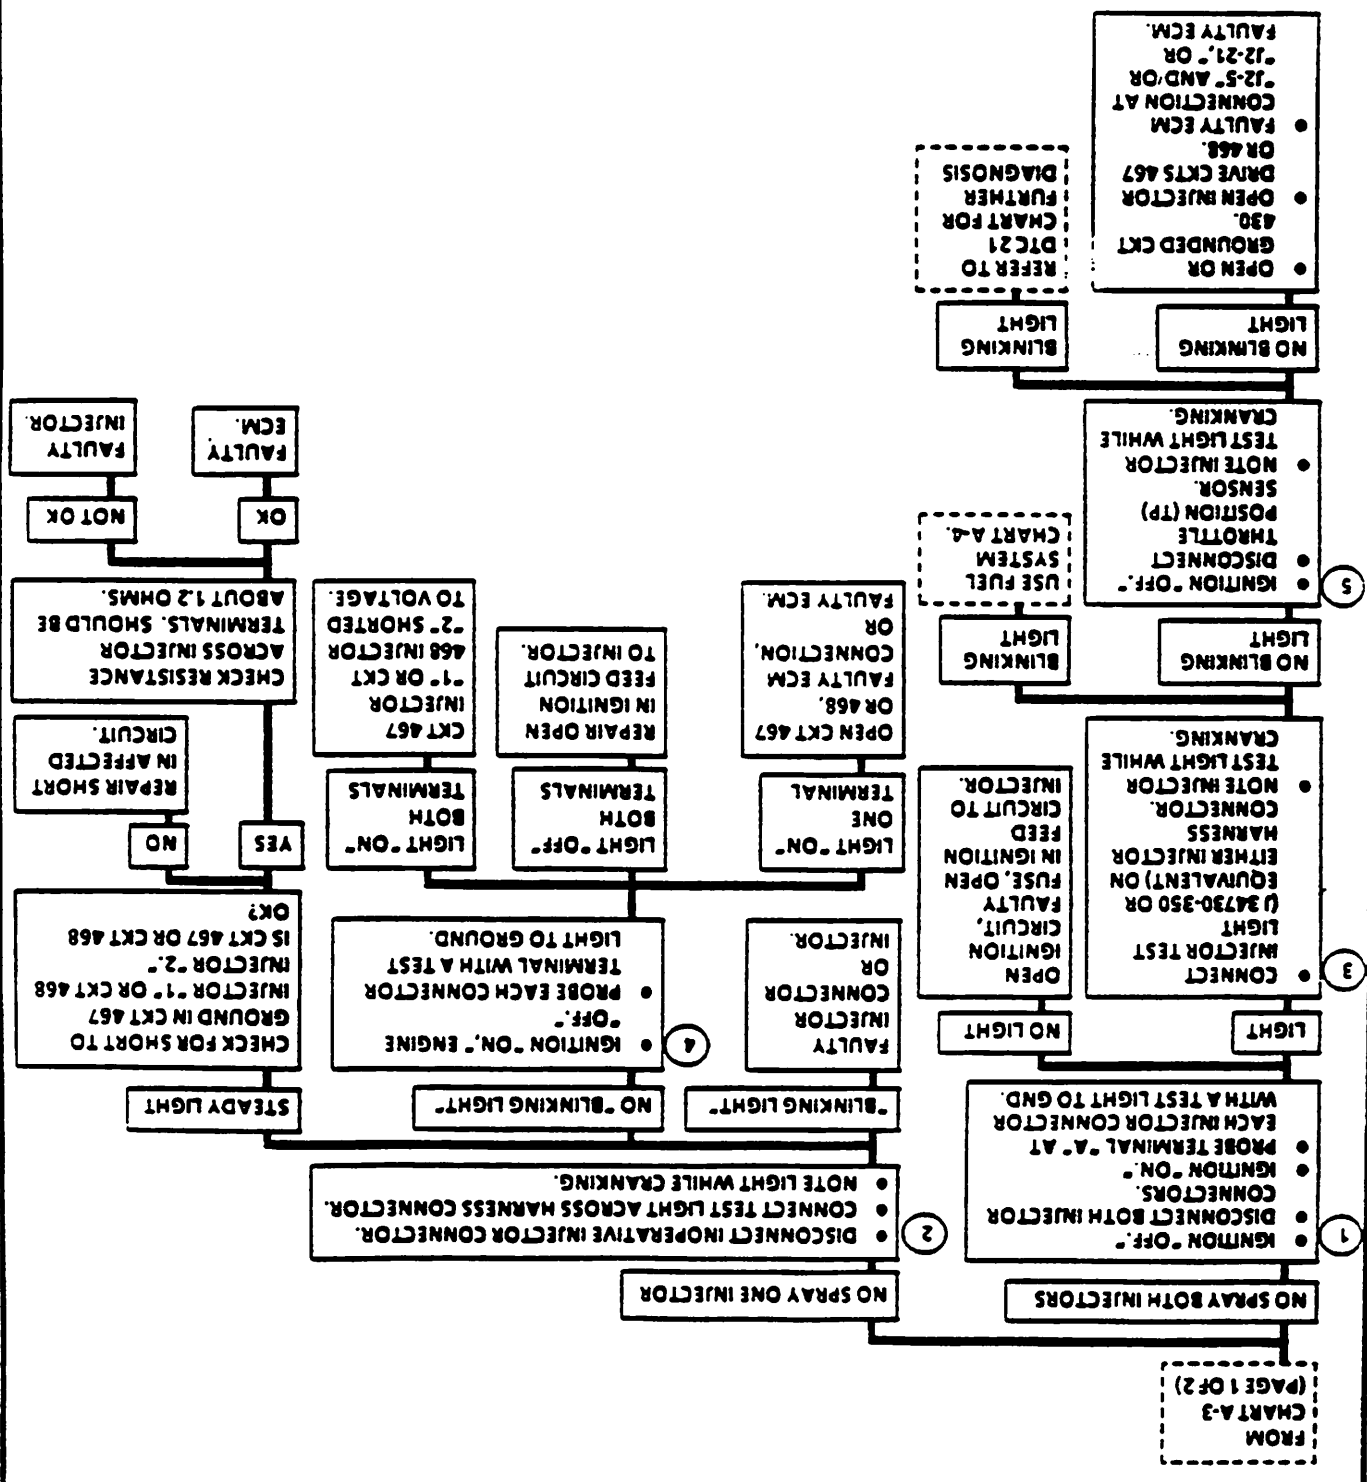 FROM
CHART A-3
(PAGE 1 OF 2)
NO SPRAY BOTH INJECTORS
NO SPRAY ONE INJECTOR
1
• IGNITION "OFF."
• DISCONNECT BOTH INJECTOR
CONNECTORS.
• IGNITION "ON."
• PROBE TERMINAL "A" AT
EACH INJECTOR CONNECTOR
WITH A TEST LIGHT TO GND.
2
• DISCONNECT INOPERATIVE INJECTOR CONNECTOR.
• CONNECT TEST LIGHT ACROSS HARNESS CONNECTOR.
• NOTE LIGHT WHILE CRANKING.
LIGHT
NO LIGHT
"BLINKING LIGHT"
NO "BLINKING LIGHT"
STEADY LIGHT
3
• CONNECT
INJECTOR TEST
LIGHT
(J 34730-350 OR
EQUIVALENT) ON
EITHER INJECTOR
HARNESS
CONNECTOR.
• NOTE INJECTOR
TEST LIGHT WHILE
CRANKING.
OPEN
IGNITION
CIRCUIT,
FAULTY
FUSE, OPEN
IN IGNITION
FEED
CIRCUIT TO
INJECTOR.
FAULTY
INJECTOR
CONNECTOR
OR
INJECTOR.
4
• IGNITION "ON," ENGINE
"OFF."
• PROBE EACH CONNECTOR
TERMINAL WITH A TEST
LIGHT TO GROUND.
CHECK FOR SHORT TO
GROUND IN CKT 467
INJECTOR "1" OR CKT 468
INJECTOR "2."
IS CKT 467 OR CKT 468
OK?
LIGHT "ON"
ONE
TERMINAL
LIGHT "OFF"
BOTH
TERMINALS
LIGHT "ON"
BOTH
TERMINALS
YES
NO
OPEN CKT 467
OR 468,
FAULTY ECM
CONNECTION,
OR
FAULTY ECM.
REPAIR OPEN
IN IGNITION
FEED CIRCUIT
TO INJECTOR.
CKT 467
INJECTOR
"1" OR CKT
468 INJECTOR
"2" SHORTED
TO VOLTAGE.
REPAIR SHORT
IN AFFECTED
CIRCUIT.
CHECK RESISTANCE
ACROSS INJECTOR
TERMINALS. SHOULD BE
ABOUT 1.2 OHMS.
NO BLINKING
LIGHT
BLINKING
LIGHT
OK
NOT OK
5
• IGNITION "OFF."
• DISCONNECT
THROTTLE
POSITION (TP)
SENSOR.
• NOTE INJECTOR
TEST LIGHT WHILE
CRANKING.
USE FUEL
SYSTEM
CHART A-4.
FAULTY
ECM.
FAULTY
INJECTOR.
NO BLINKING
LIGHT
BLINKING
LIGHT
• OPEN OR
GROUNDED CKT
430.
• OPEN INJECTOR
DRIVE CKTS 467
OR 468.
• FAULTY ECM
CONNECTION AT
"J2-5" AND/OR
"J2-21," OR
FAULTY ECM.
REFER TO
DTC 21
CHART FOR
FURTHER
DIAGNOSIS